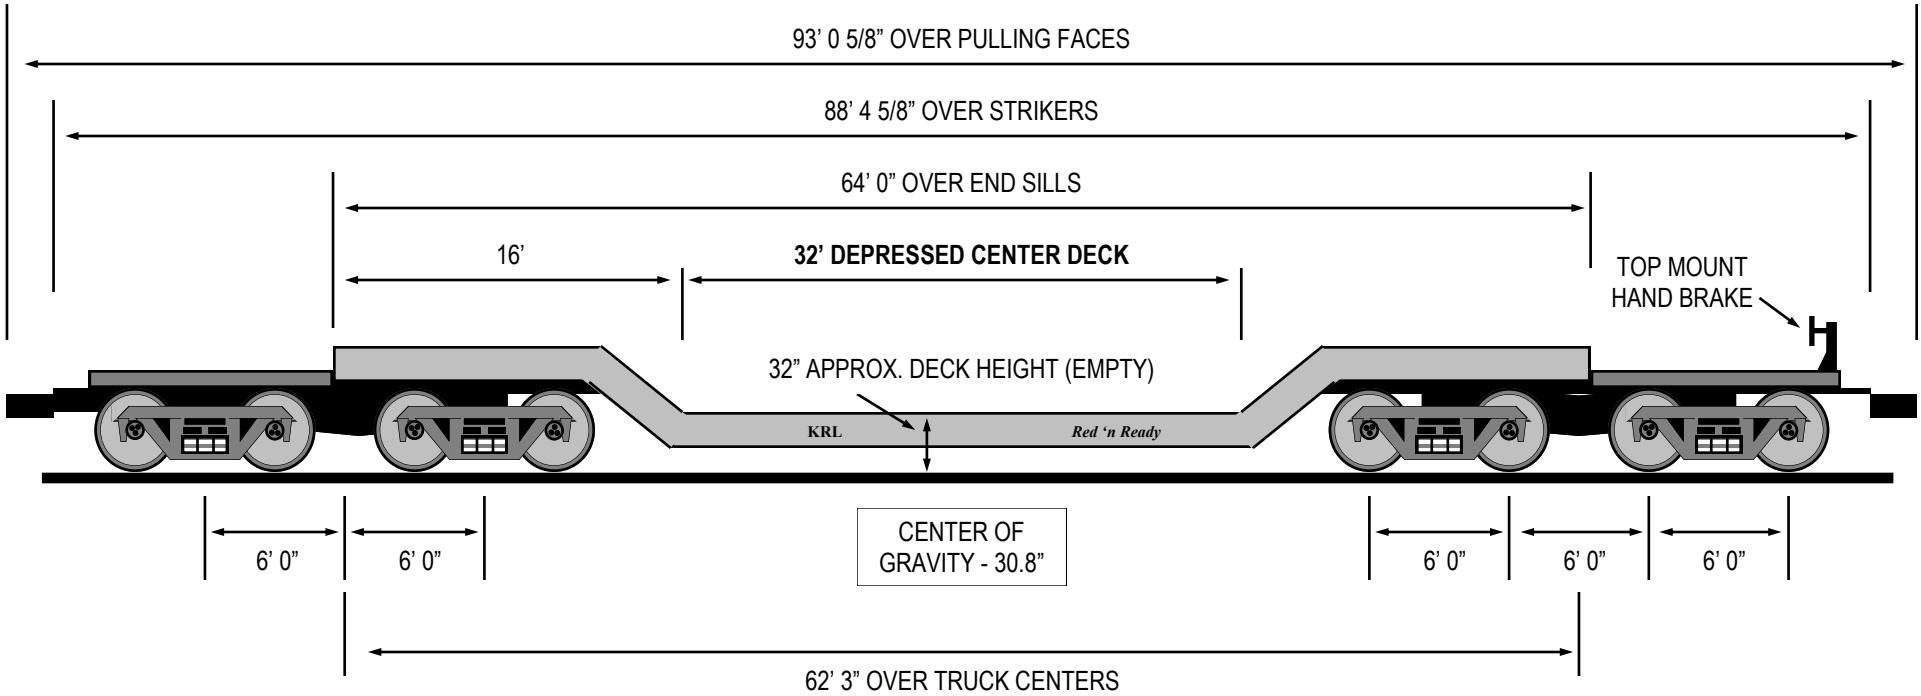 93’ 0 5/8” OVER PULLING FACES
88’ 4 5/8” OVER STRIKERS
64’ 0” OVER END SILLS
16’
32’ DEPRESSED CENTER DECK
TOP MOUNT
HAND BRAKE
32” APPROX. DECK HEIGHT (EMPTY)
KRL
Red ‘n Ready
CENTER OF
GRAVITY - 30.8”
6’ 0”
6’ 0”
6’ 0”
6’ 0”
6’ 0”
62’ 3” OVER TRUCK CENTERS